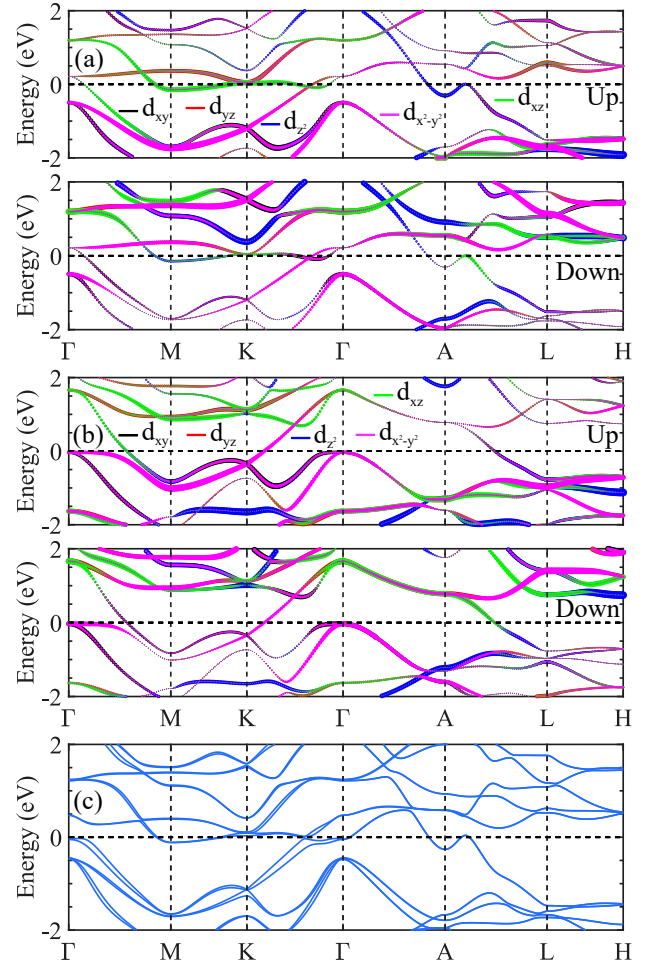 2
(a)
Energy (eV)
0
d_xy d_yz d_z² d_x²-y² d_xz
Up
-2
2
Energy (eV)
0
Down
-2
Γ M K Γ A L H
2
(b)
d_xz
Energy (eV)
d_xy d_yz d_z² d_x²-y²
Up
0
-2
2
Energy (eV)
Down
0
-2
Γ M K Γ A L H
2
(c)
Energy (eV)
0
-2
Γ M K Γ A L H